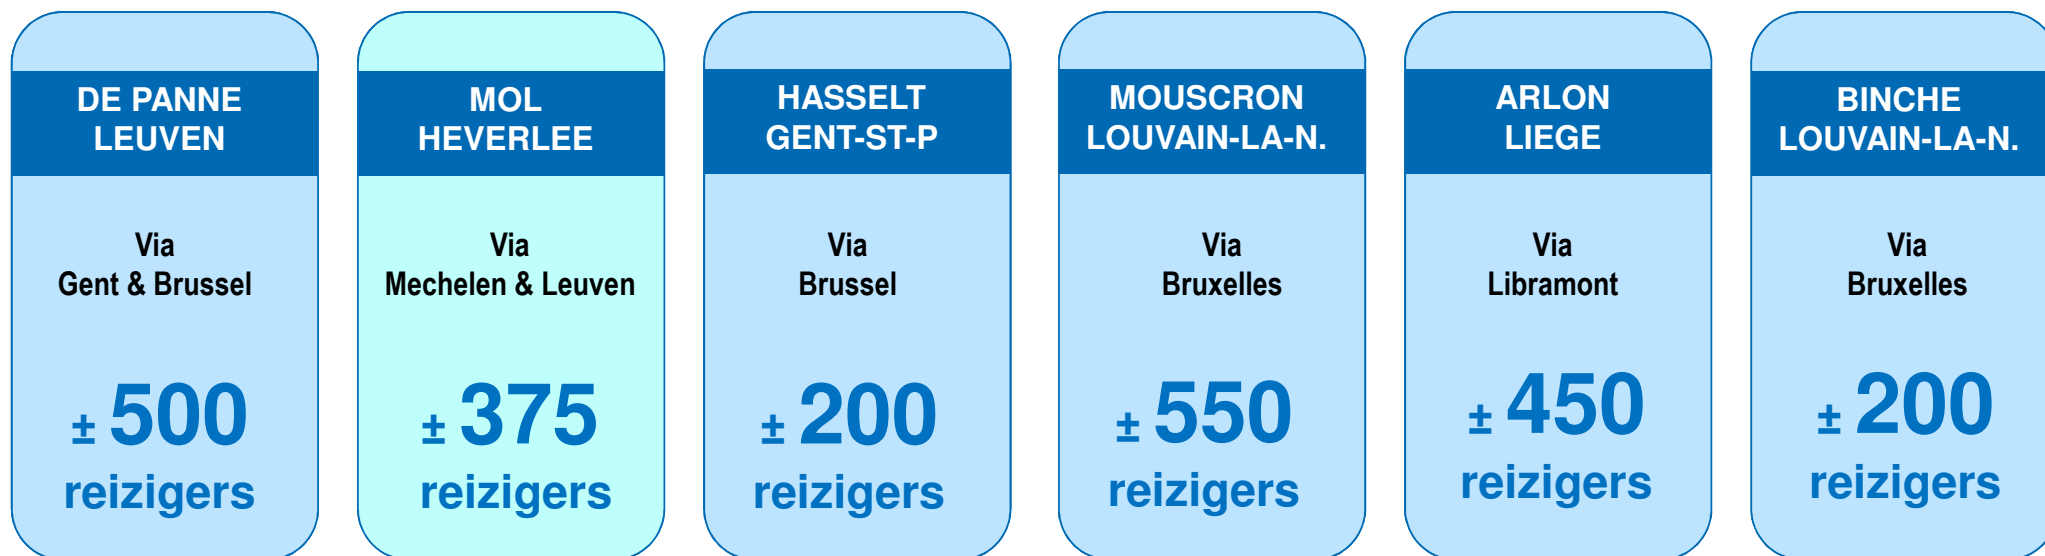 DE PANNE
LEUVEN
Via
Gent & Brussel
± 500
reizigers
MOL
HEVERLEE
Via
Mechelen & Leuven
± 375
reizigers
HASSELT
GENT-ST-P
Via
Brussel
± 200
reizigers
MOUSCRON
LOUVAIN-LA-N.
Via
Bruxelles
± 550
reizigers
ARLON
LIEGE
Via
Libramont
± 450
reizigers
BINCHE
LOUVAIN-LA-N.
Via
Bruxelles
± 200
reizigers